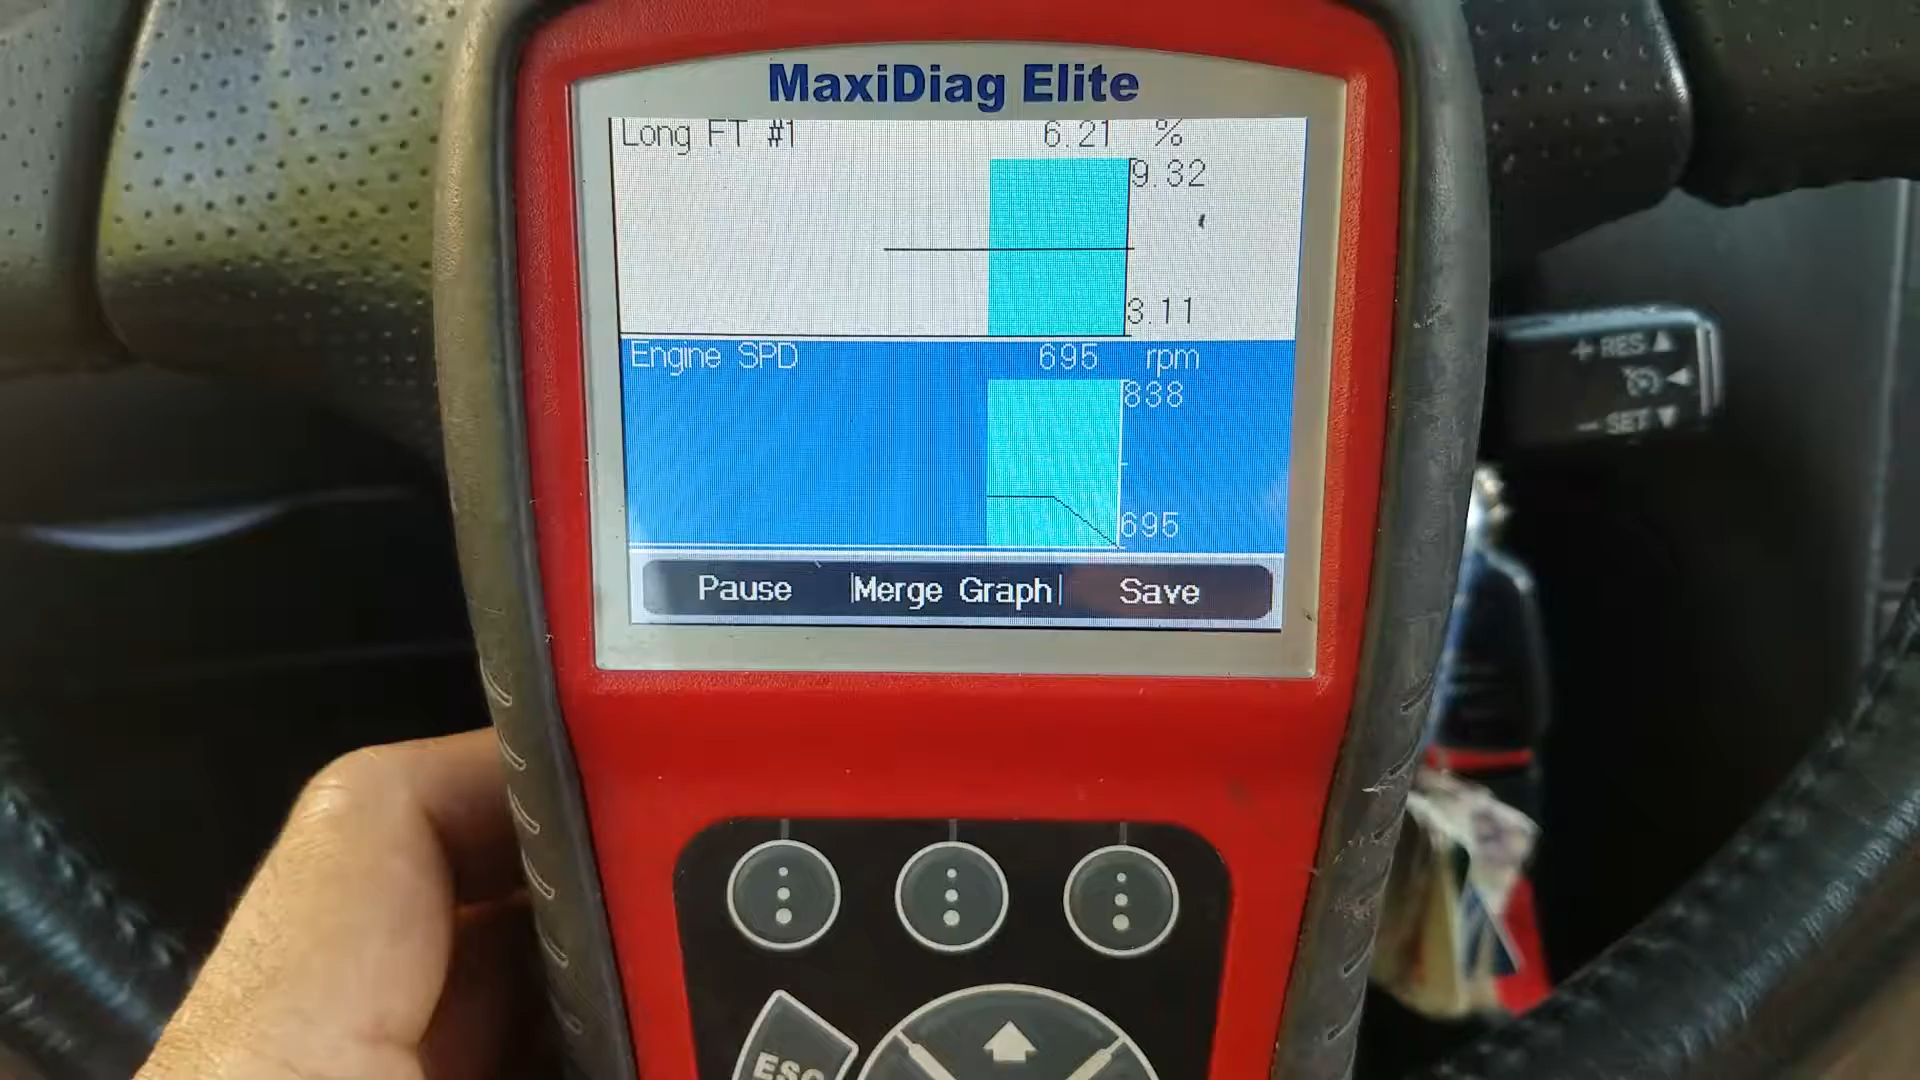 MaxiDiag Elite
Long FT #1 6.21 %
9.32
3.11
Engine SPD 695 rpm
838
695
Pause |Merge Graph| Save
+ RES ▲
- SET ▼
ESC